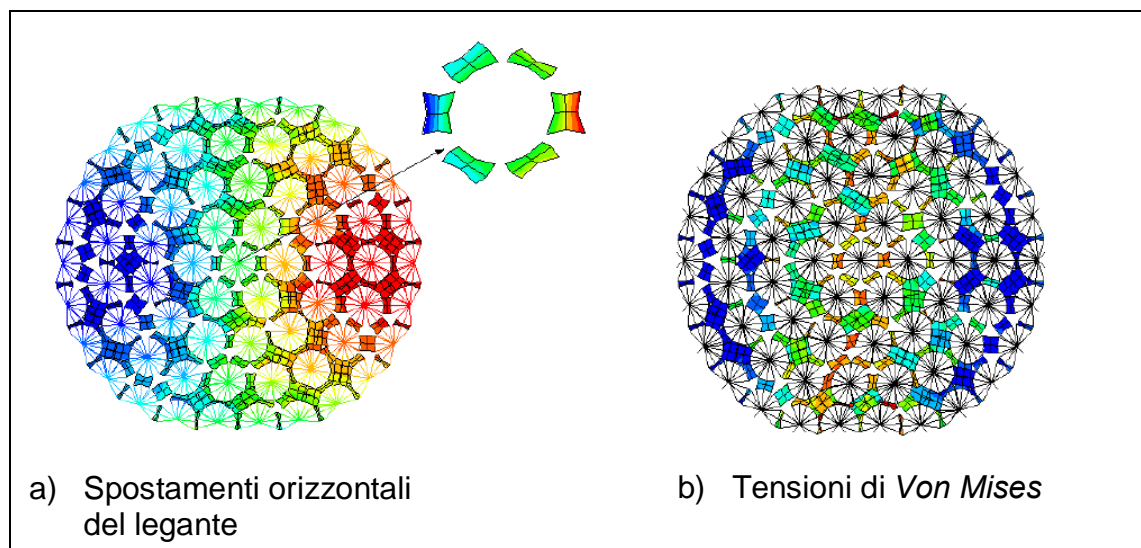 a) Spostamenti orizzontali
del legante
b) Tensioni di Von Mises